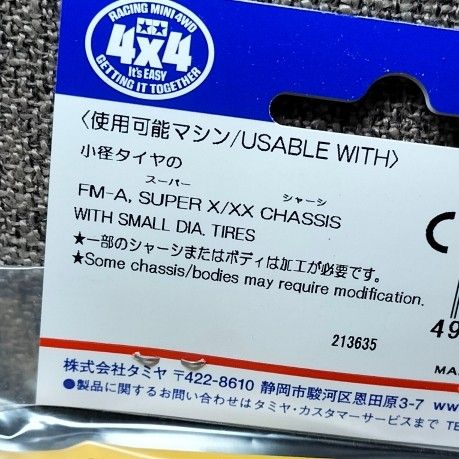 RACING MINI 4WD
4x4
It's EASY
GETTING IT TOGETHER
〈使用可能マシン/USABLE WITH〉
小径タイヤの
スーパー シャーシ
FM-A, SUPER X/XX CHASSIS
WITH SMALL DIA. TIRES
★一部のシャーシまたはボディは加工が必要です。
★Some chassis/bodies may require modification.
213635
49
MA
株式会社タミヤ 〒422-8610 静岡市駿河区恩田原3-7 ww
●製品に関するお問い合わせはタミヤ・カスタマーサービスまで TE